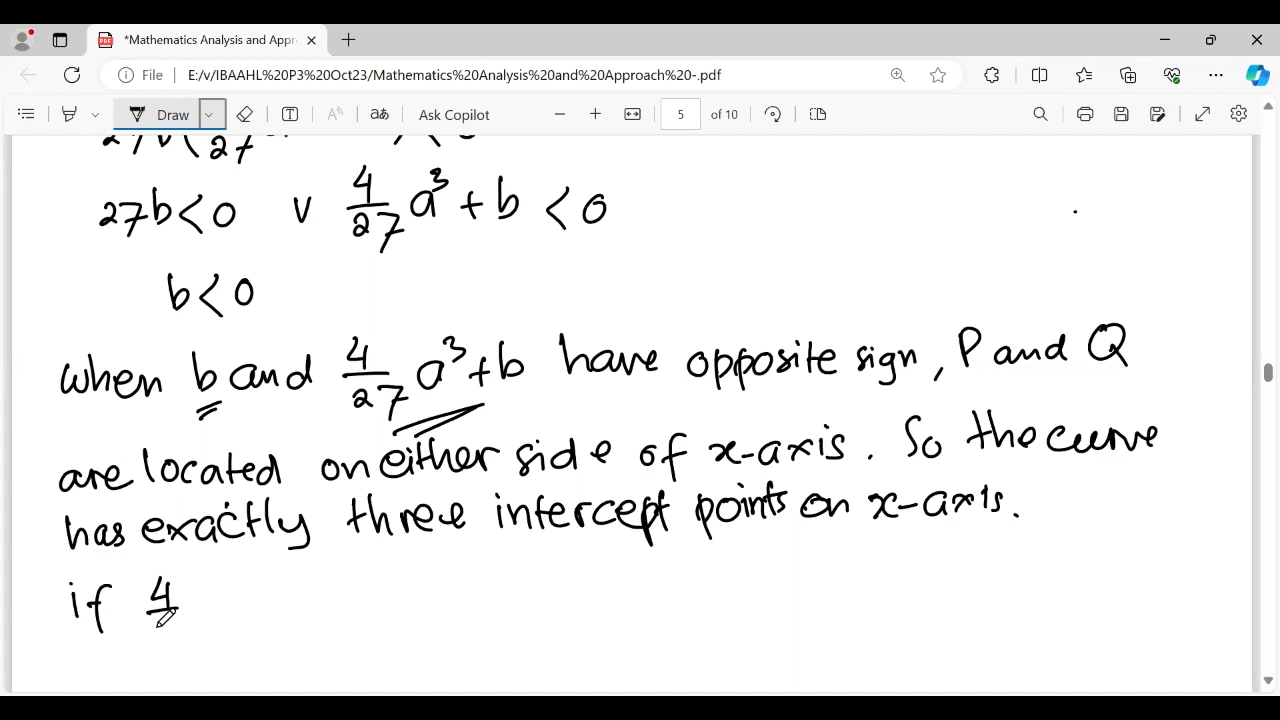 *Mathematics Analysis and Appro
File E:/v/IBAAHL%20P3%20Oct23/Mathematics%20Analysis%20and%20Approach%20-.pdf
Draw Ask Copilot 5 of 10
27b<0 v 4/27 a³ + b < 0
b < 0
when b and 4/27 a³+b have opposite sign, P and Q
are located on either side of x-axis. So the curve
has exactly three intercept points on x-axis.
if 4